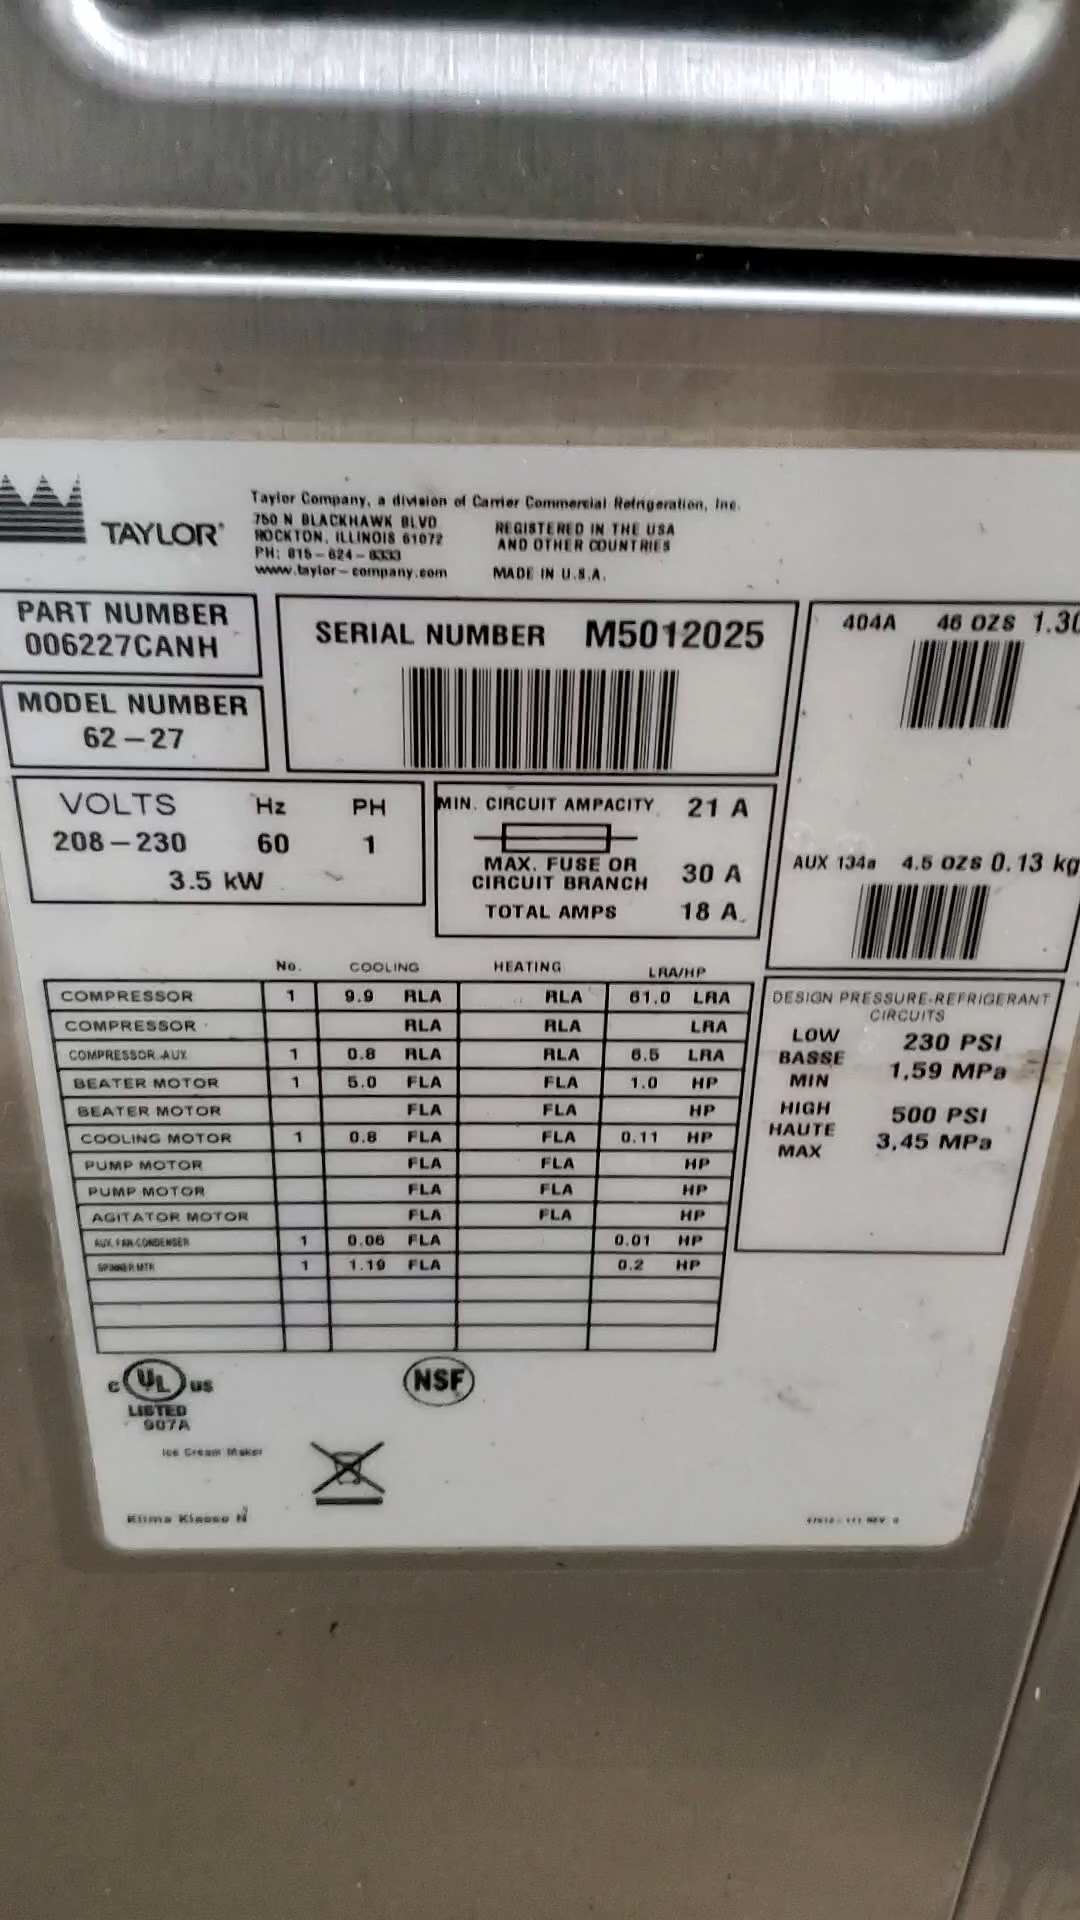 TAYLOR®
Taylor Company, a division of Carrier Commercial Refrigeration, Inc.
750 N BLACKHAWK BLVD
ROCKTON, ILLINOIS 61072
PH: 815-624-8333
www.taylor-company.com
REGISTERED IN THE USA
AND OTHER COUNTRIES
MADE IN U.S.A.
PART NUMBER
006227CANH
SERIAL NUMBER M5012025
404A 46 OZS 1.30
MODEL NUMBER
62-27
VOLTS Hz PH
208-230 60 1
3.5 kW
MIN. CIRCUIT AMPACITY 21 A
MAX. FUSE OR
CIRCUIT BRANCH 30 A
TOTAL AMPS 18 A
AUX 134a 4.5 OZS 0.13 kg
No. COOLING HEATING LRA/HP
COMPRESSOR 1 9.9 RLA RLA 61.0 LRA
COMPRESSOR RLA RLA LRA
COMPRESSOR-AUX 1 0.8 RLA RLA 6.5 LRA
BEATER MOTOR 1 5.0 FLA FLA 1.0 HP
BEATER MOTOR FLA FLA HP
COOLING MOTOR 1 0.8 FLA FLA 0.11 HP
PUMP MOTOR FLA FLA HP
PUMP MOTOR FLA FLA HP
AGITATOR MOTOR FLA FLA HP
AUX. FAN-CONDENSER 1 0.06 FLA 0.01 HP
SPINNER MTR 1 1.19 FLA 0.2 HP
DESIGN PRESSURE-REFRIGERANT
CIRCUITS
LOW
BASSE
MIN
230 PSI
1,59 MPa
HIGH
HAUTE
MAX
500 PSI
3,45 MPa
C UL US
LISTED
907A
NSF
Ice Cream Maker
Klima Klasse N